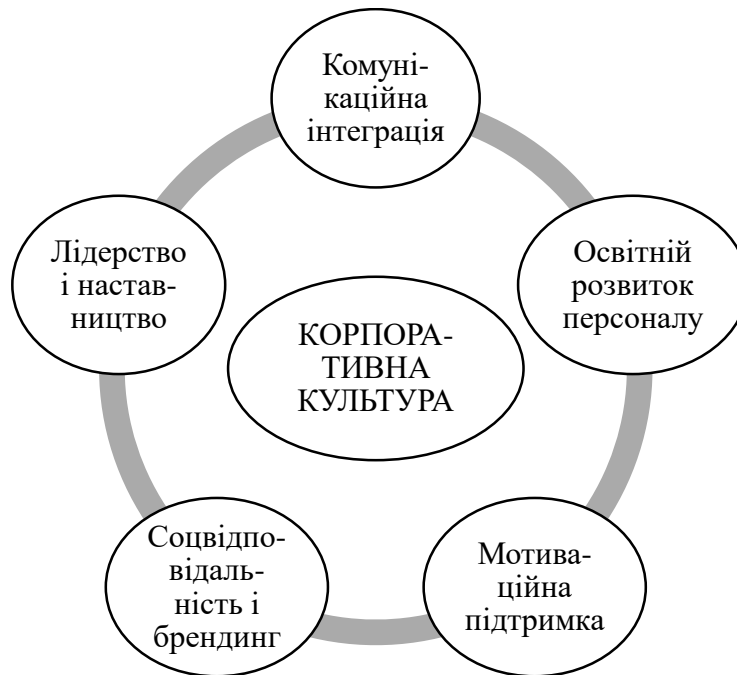 Комуні-
каційна
інтеграція
Освітній
розвиток
персоналу
Мотива-
ційна
підтримка
Соцвідпо-
відаль-
ність і
брендинг
Лідерство
і настав-
ництво
КОРПОРА-
ТИВНА
КУЛЬТУРА